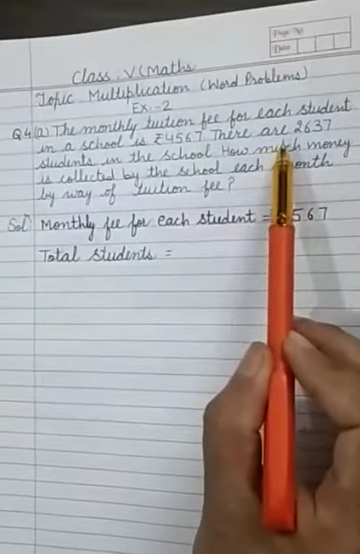 Page No.
Date
Class - V (Maths
Topic Multiplication (Word Problems)
Ex. - 2
Q.4 (a) The monthly tuition fee for each student
in a school is ₹4567 There are 2637
students in the school. How much money
is collected by the school each month
by way of tuition fee?
Sol Monthly fee for each student = 567
Total students =